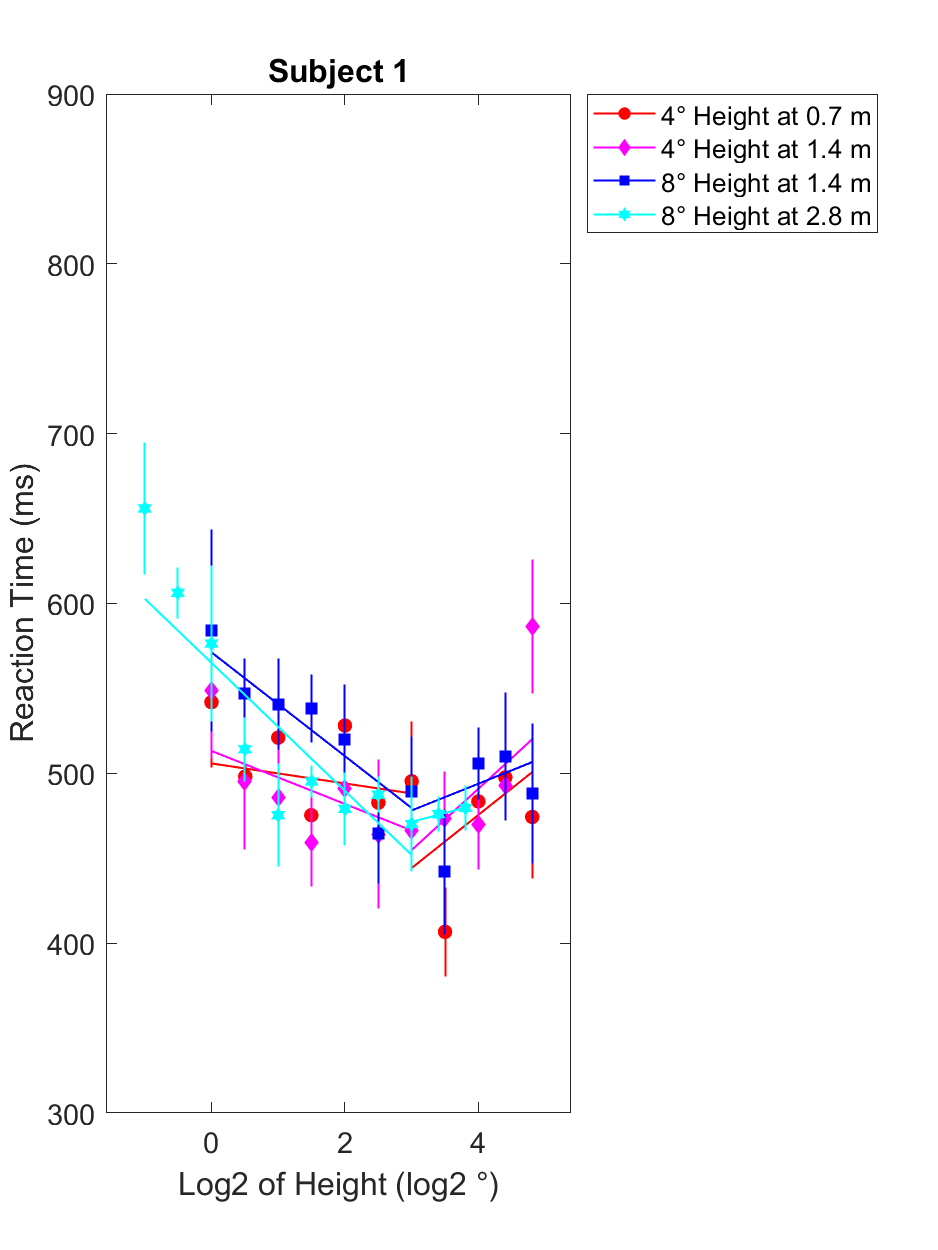 Subject 1
900
800
700
600
500
400
300
Reaction Time (ms)
0
2
4
Log2 of Height (log2 °)
4° Height at 0.7 m
4° Height at 1.4 m
8° Height at 1.4 m
8° Height at 2.8 m